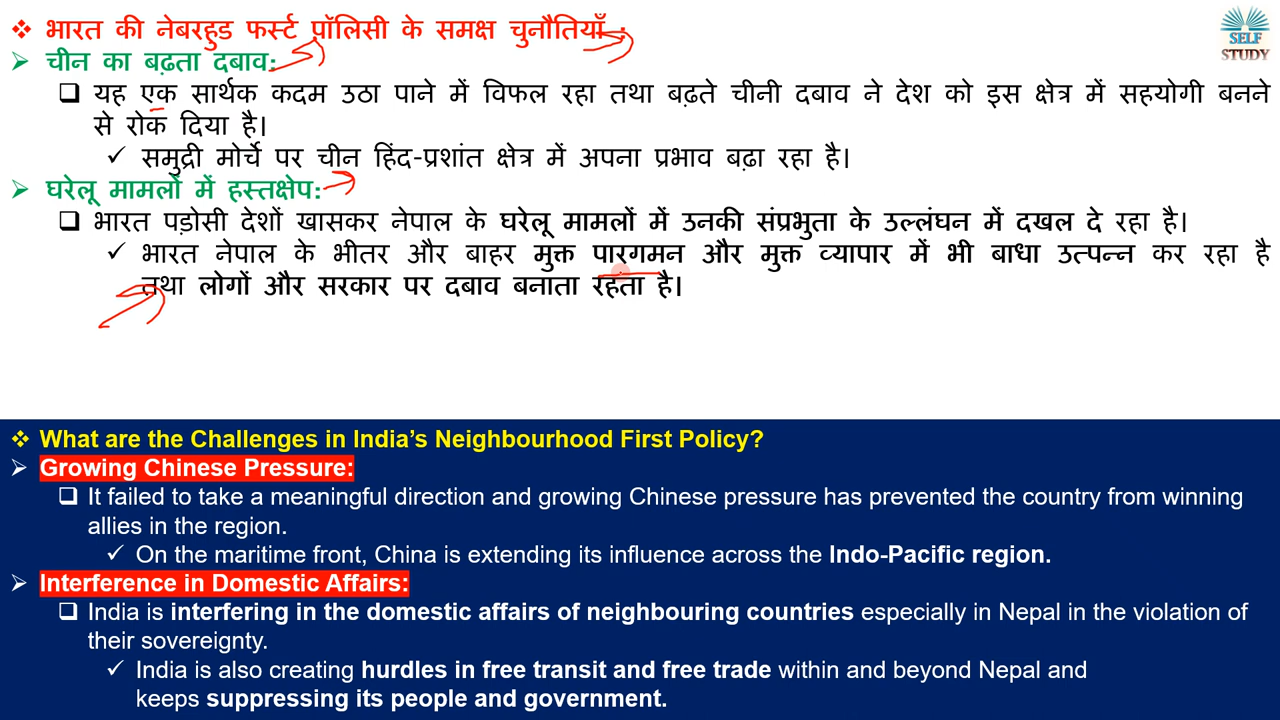 ❖ भारत की नेबरहुड फर्स्ट पॉलिसी के समक्ष चुनौतियाँ :
SELF
STUDY
➢ चीन का बढ़ता दबाव:
❑ यह एक सार्थक कदम उठा पाने में विफल रहा तथा बढ़ते चीनी दबाव ने देश को इस क्षेत्र में सहयोगी बनने
से रोक दिया है।
✓ समुद्री मोर्चे पर चीन हिंद-प्रशांत क्षेत्र में अपना प्रभाव बढ़ा रहा है।
➢ घरेलू मामलों में हस्तक्षेप:
❑ भारत पड़ोसी देशों खासकर नेपाल के घरेलू मामलों में उनकी संप्रभुता के उल्लंघन में दखल दे रहा है।
✓ भारत नेपाल के भीतर और बाहर मुक्त पारगमन और मुक्त व्यापार में भी बाधा उत्पन्न कर रहा है
तथा लोगों और सरकार पर दबाव बनाता रहता है।
❖ What are the Challenges in India’s Neighbourhood First Policy?
➢ Growing Chinese Pressure:
❑ It failed to take a meaningful direction and growing Chinese pressure has prevented the country from winning
allies in the region.
✓ On the maritime front, China is extending its influence across the Indo-Pacific region.
➢ Interference in Domestic Affairs:
❑ India is interfering in the domestic affairs of neighbouring countries especially in Nepal in the violation of
their sovereignty.
✓ India is also creating hurdles in free transit and free trade within and beyond Nepal and
keeps suppressing its people and government.